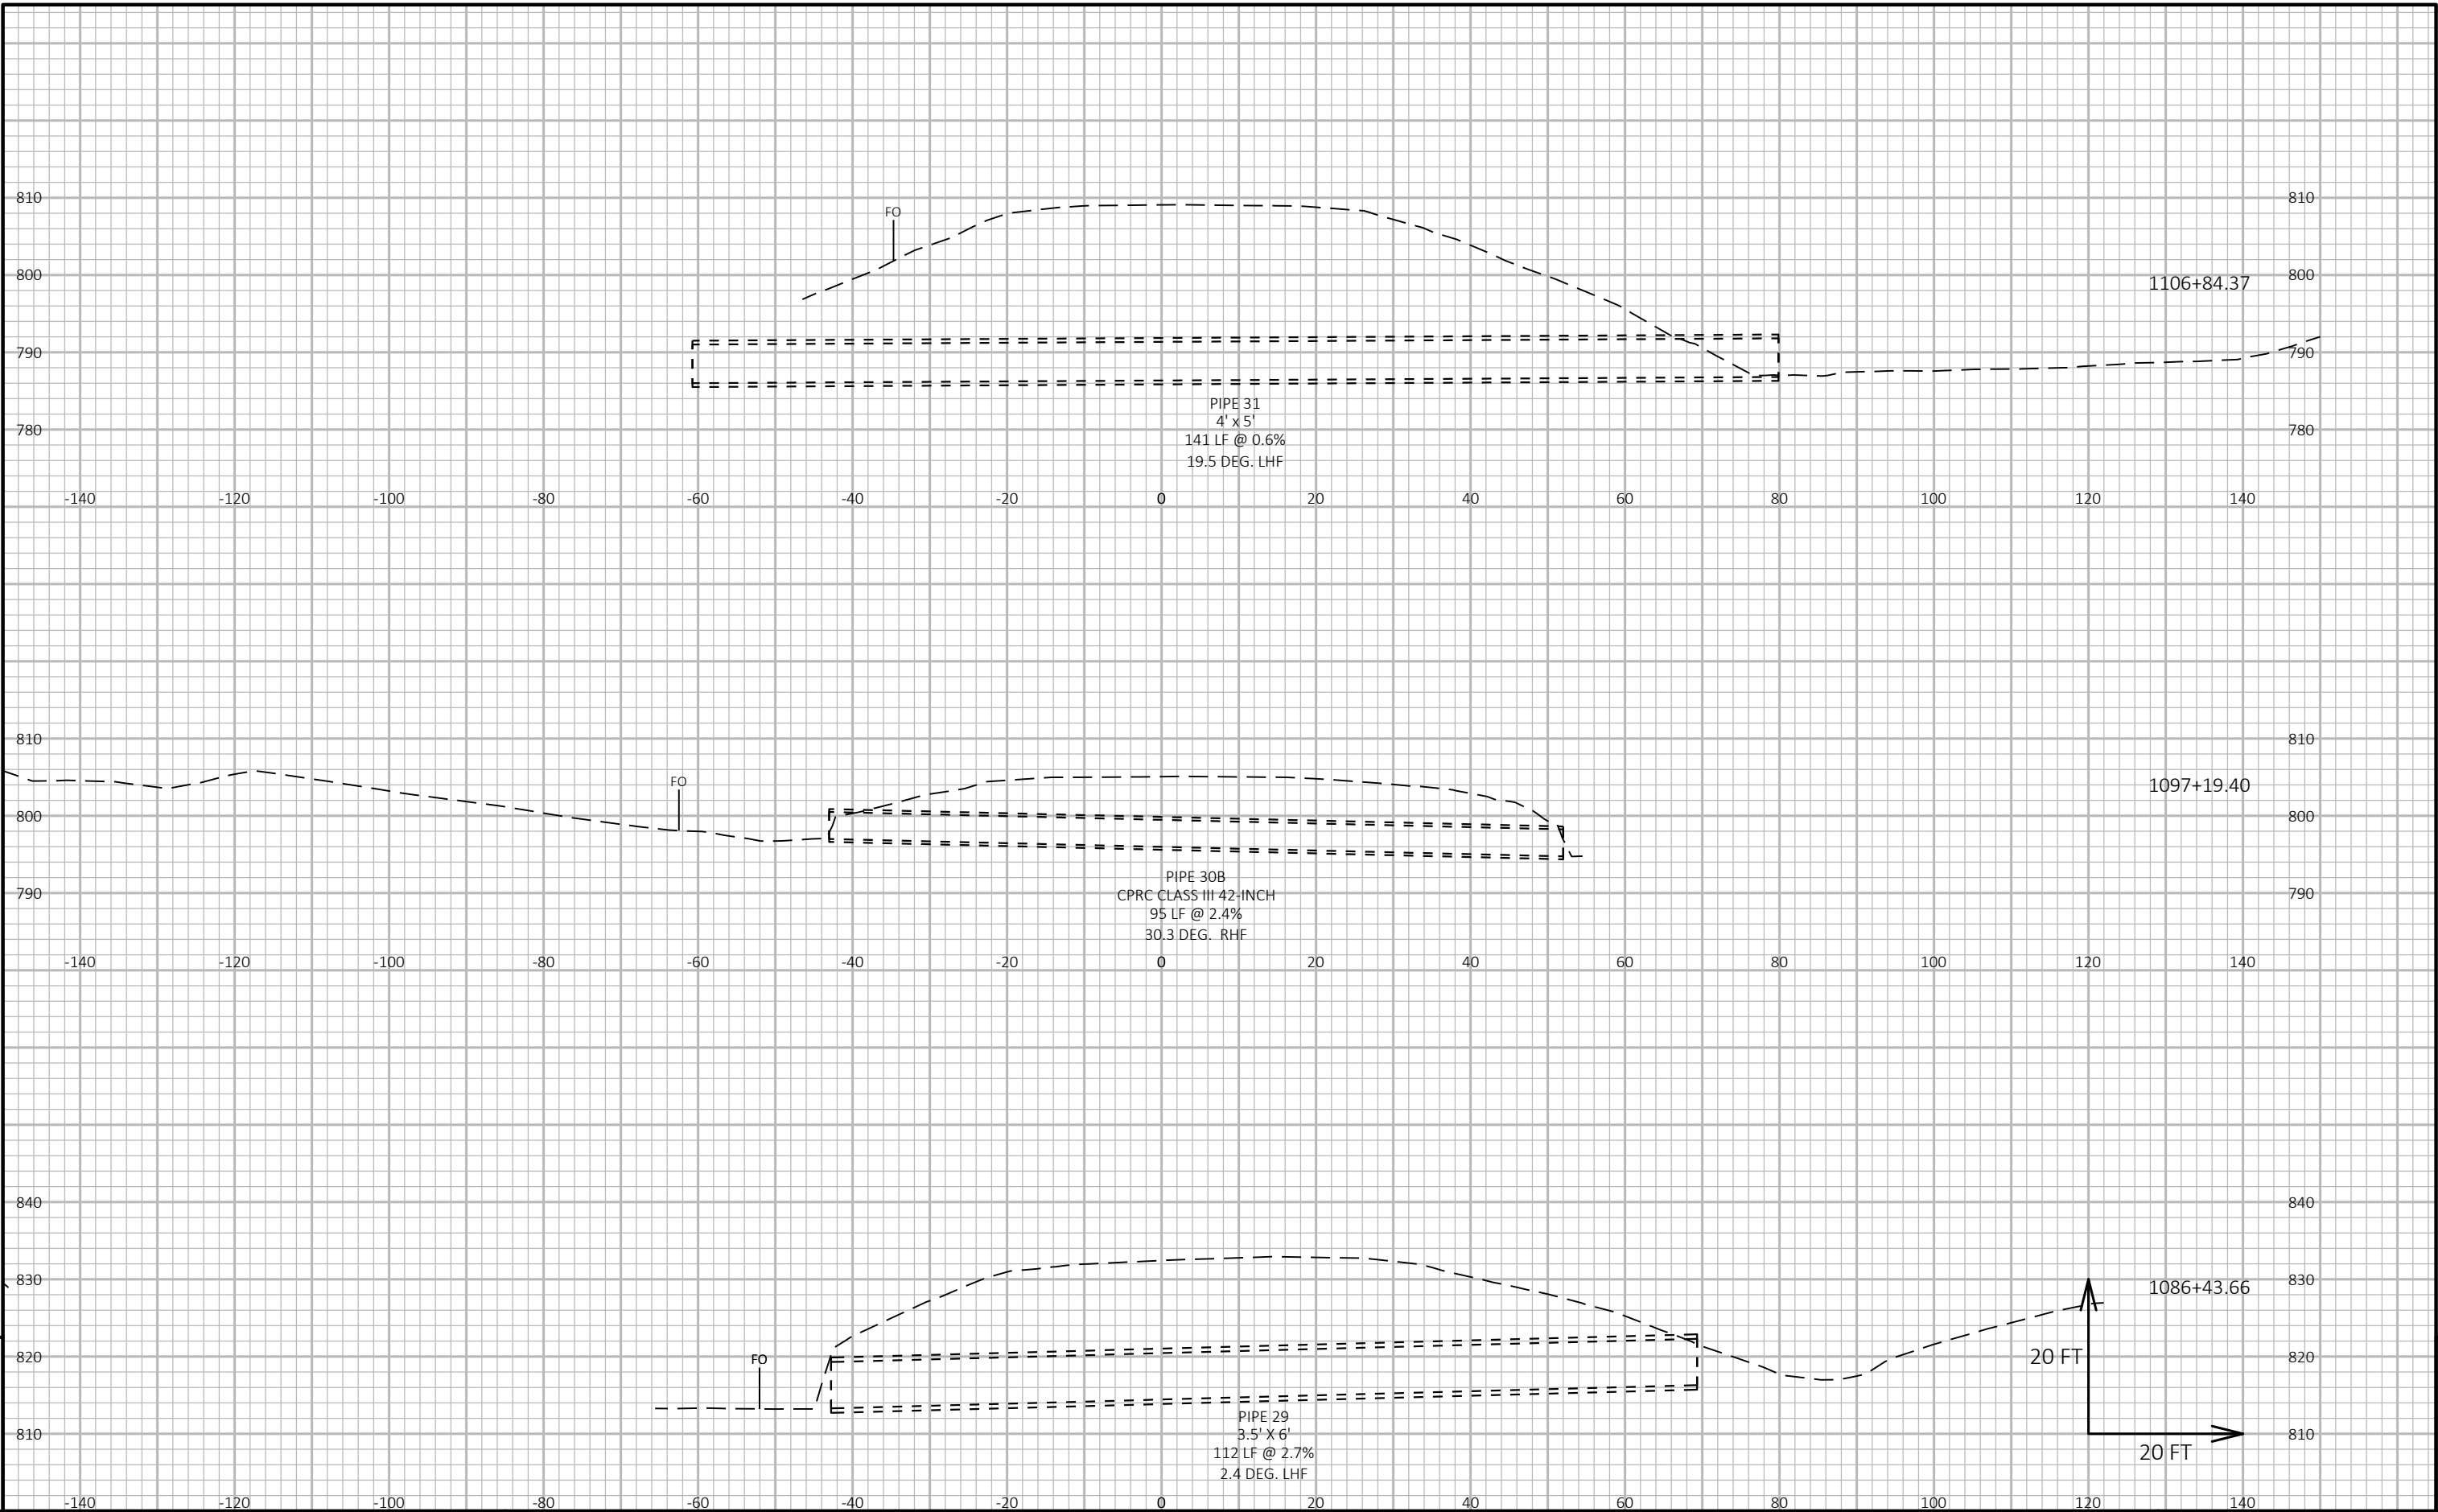 810 810
FO
800 800
1106+84.37
790 790
PIPE 31
4' x 5'
780 780
141 LF @ 0.6%
19.5 DEG. LHF
-140 -120 -100 -80 -60 -40 -20 0 20 40 60 80 100 120 140
810 810
FO
1097+19.40
800 800
PIPE 30B
790 790
CPRC CLASS III 42-INCH
95 LF @ 2.4%
30.3 DEG. RHF
-140 -120 -100 -80 -60 -40 -20 0 20 40 60 80 100 120 140
840 840
830 830
1086+43.66
820 820
FO
20 FT
PIPE 29
810 810
3.5' X 6'
112 LF @ 2.7%
20 FT
2.4 DEG. LHF
-140 -120 -100 -80 -60 -40 -20 0 20 40 60 80 100 120 140